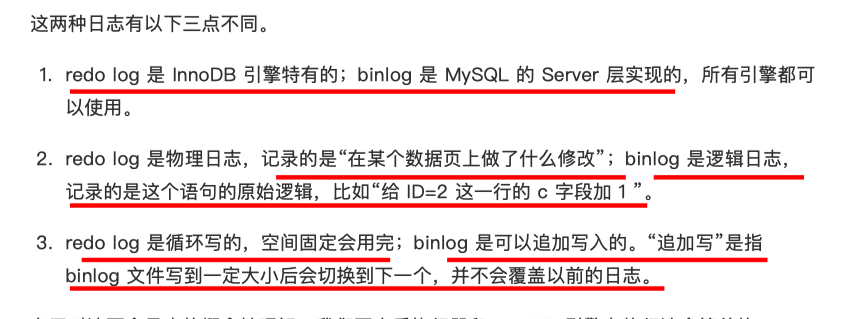 这两种日志有以下三点不同。
1. redo log 是 InnoDB 引擎特有的；binlog 是 MySQL 的 Server 层实现的，所有引擎都可
以使用。
2. redo log 是物理日志，记录的是“在某个数据页上做了什么修改”；binlog 是逻辑日志，
记录的是这个语句的原始逻辑，比如“给 ID=2 这一行的 c 字段加 1 ”。
3. redo log 是循环写的，空间固定会用完；binlog 是可以追加写入的。“追加写”是指
binlog 文件写到一定大小后会切换到下一个，并不会覆盖以前的日志。